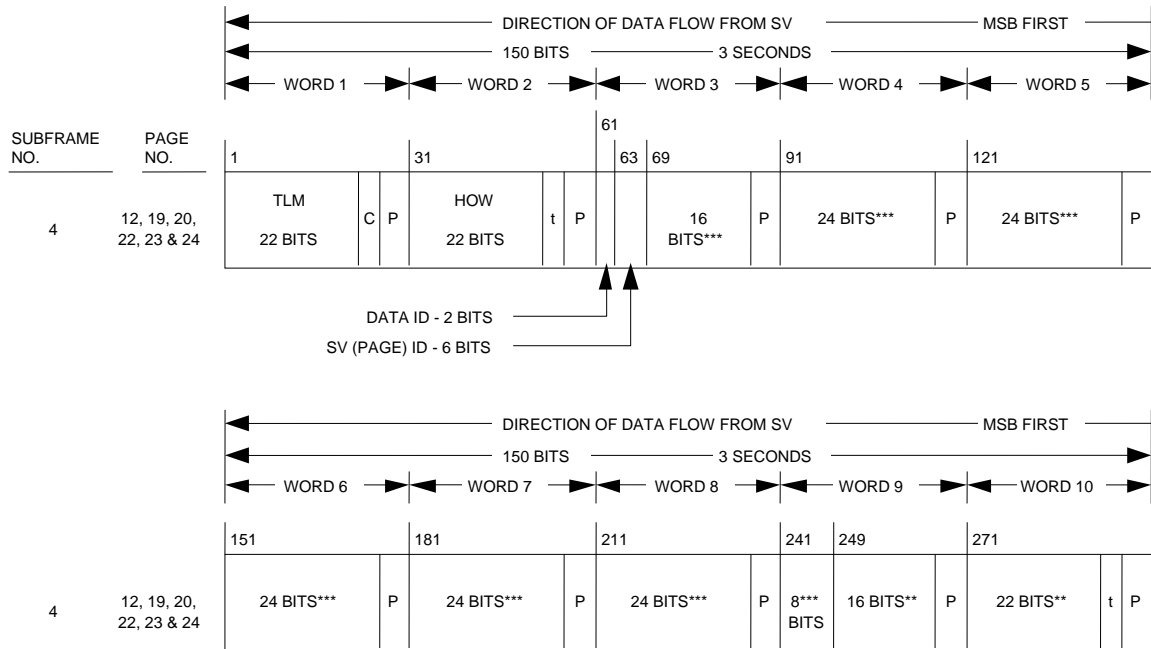 DIRECTION OF DATA FLOW FROM SV MSB FIRST
150 BITS 3 SECONDS
WORD 1 WORD 2 WORD 3 WORD 4 WORD 5
SUBFRAME NO. PAGE NO.
1 31 61 63 69 91 121
4
12, 19, 20,
22, 23 & 24
TLM
22 BITS
C
P
HOW
22 BITS
t
P
16
BITS***
P
24 BITS***
P
24 BITS***
P
DATA ID - 2 BITS
SV (PAGE) ID - 6 BITS
DIRECTION OF DATA FLOW FROM SV MSB FIRST
150 BITS 3 SECONDS
WORD 6 WORD 7 WORD 8 WORD 9 WORD 10
151 181 211 241 249 271
4
12, 19, 20,
22, 23 & 24
24 BITS***
P
24 BITS***
P
24 BITS***
P
8***
BITS
16 BITS**
P
22 BITS**
t
P